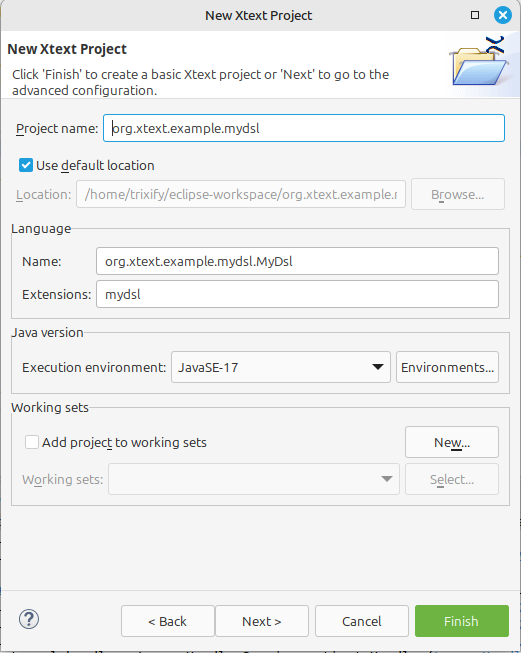 New Xtext Project
New Xtext Project
Click 'Finish' to create a basic Xtext project or 'Next' to go to the
advanced configuration.
Project name: org.xtext.example.mydsl
Use default location
Location: /home/trixify/eclipse-workspace/org.xtext.example.r Browse...
Language
Name: org.xtext.example.mydsl.MyDsl
Extensions: mydsl
Java version
Execution environment: JavaSE-17 Environments...
Working sets
Add project to working sets New...
Working sets: Select...
? < Back Next > Cancel Finish